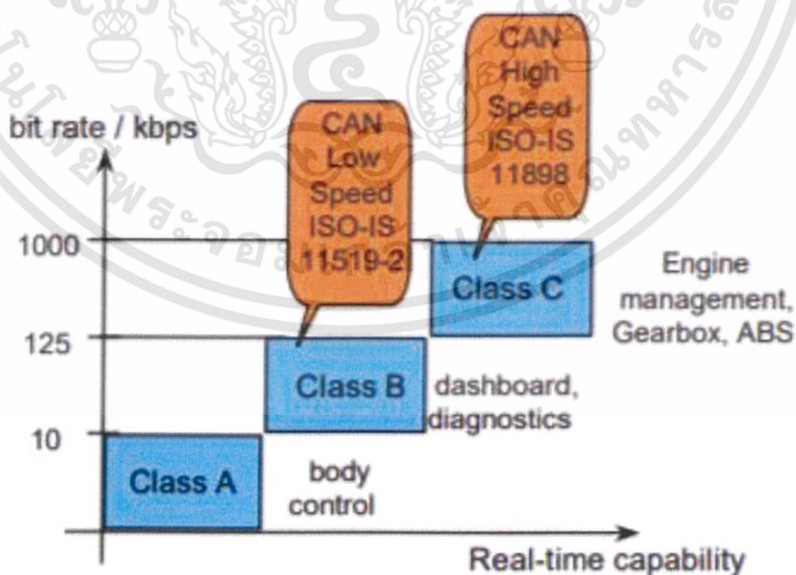 CAN
High
Speed
ISO-IS
11898
bit rate / kbps
CAN
Low
Speed
ISO-IS
11519-2
1000
Class C
Engine
management,
Gearbox, ABS
125
Class B
dashboard,
diagnostics
10
Class A
body
control
Real-time capability